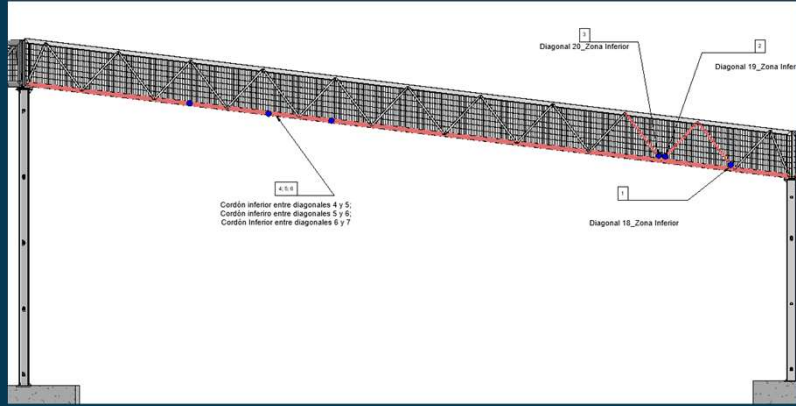 3
Diagonal 20_Zona Inferior
2
Diagonal 19_Zona Infer
4; 5; 6
Cordón inferior entre diagonales 4 y 5;
Cordón inferiro entre diagonales 5 y 6;
Cordón Inferior entre diagonales 6 y 7
1
Diagonal 18_Zona Inferior